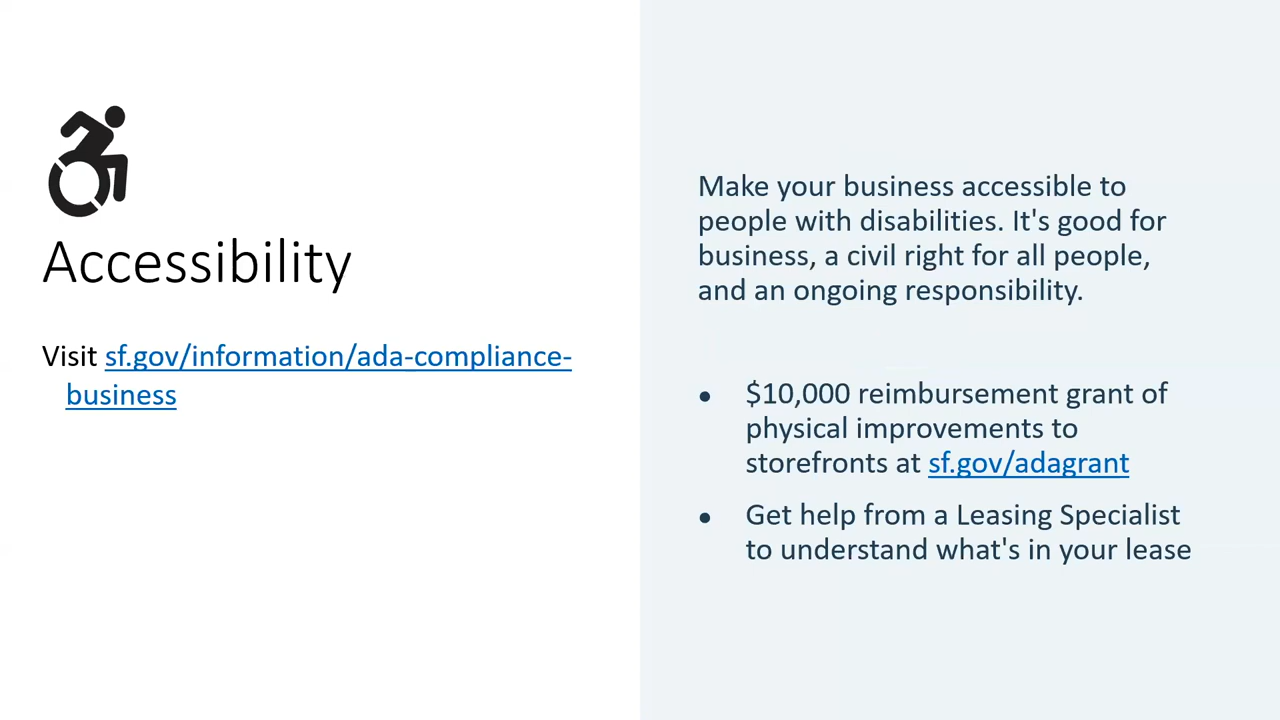 Accessibility
Visit sf.gov/information/ada-compliance-
business
Make your business accessible to
people with disabilities. It's good for
business, a civil right for all people,
and an ongoing responsibility.
• $10,000 reimbursement grant of
physical improvements to
storefronts at sf.gov/adagrant
• Get help from a Leasing Specialist
to understand what's in your lease